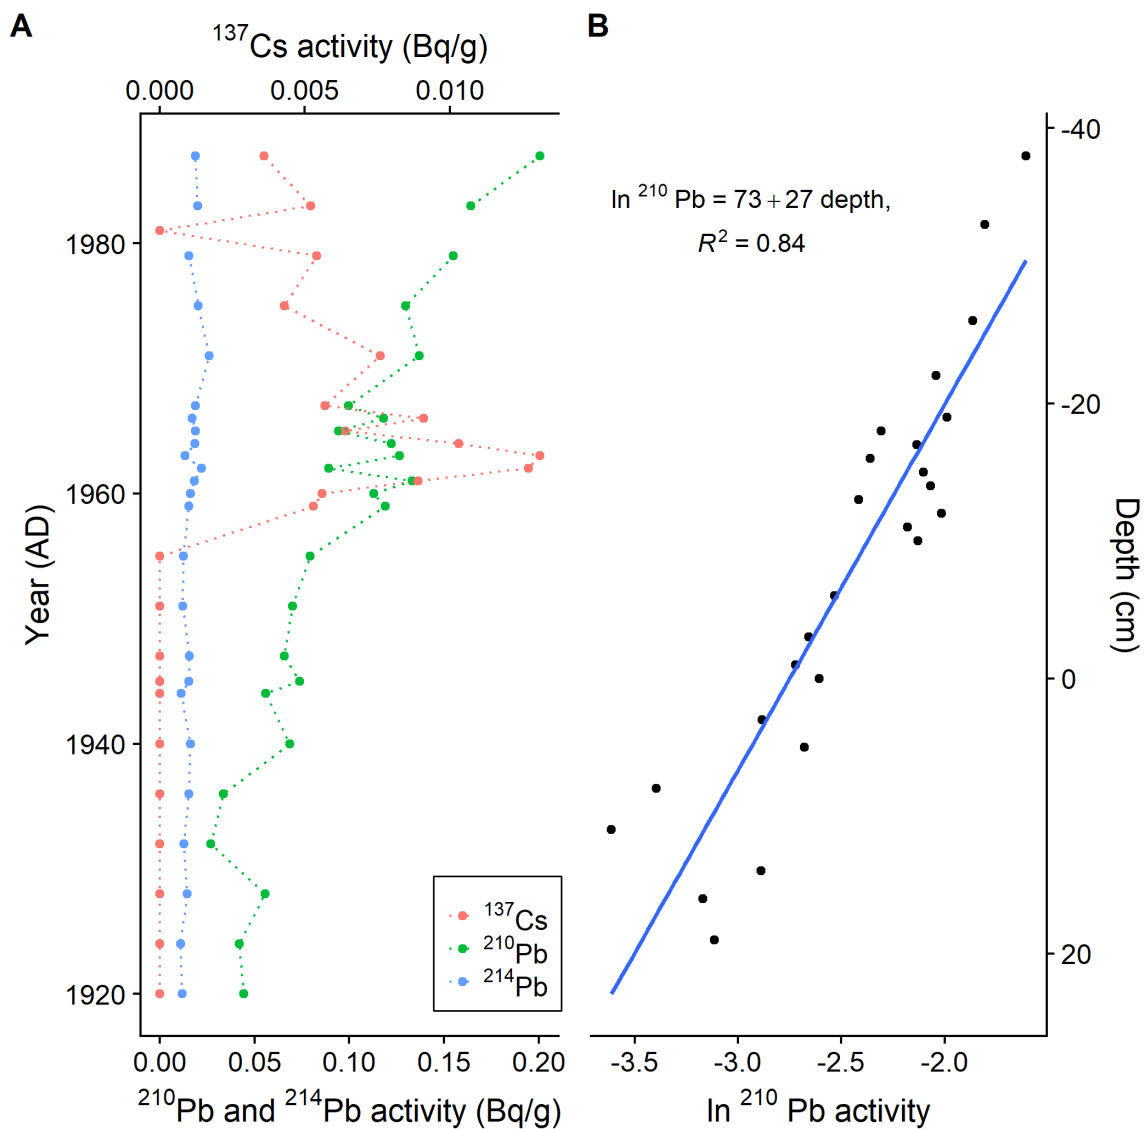 A
B
137Cs activity (Bq/g)
0.000 0.005 0.010
1980
1960
1940
1920
Year (AD)
137Cs
210Pb
214Pb
0.00 0.05 0.10 0.15 0.20
210Pb and 214Pb activity (Bq/g)
ln 210 Pb = 73 + 27 depth,
R2 = 0.84
-40
-20
0
20
Depth (cm)
-3.5 -3.0 -2.5 -2.0
ln 210 Pb activity